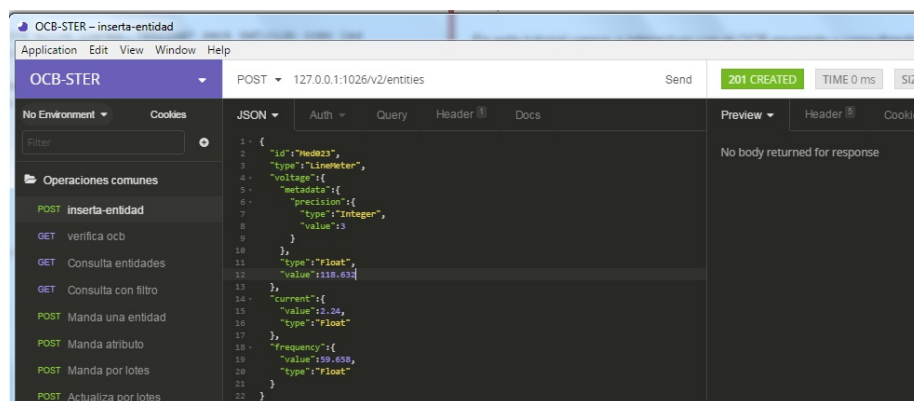 OCB-STER – inserta-entidad
Application Edit View Window Help
OCB-STER
POST 127.0.0.1:1026/v2/entities Send
201 CREATED TIME 0 ms
No Environment Cookies
JSON Auth Query Header 1 Docs
Preview Header 5
Filter
No body returned for response
Operaciones comunes
POST inserta-entidad
GET verifica ocb
GET Consulta entidades
GET Consulta con filtro
POST Manda una entidad
POST Manda atributo
POST Manda por lotes
POST Actualiza por lotes
1 {
2 "id":"Med023",
3 "type":"LineMeter",
4 "voltage":{
5 "metadata":{
6 "precision":{
7 "type":"Integer",
8 "value":3
9 }
10 },
11 "type":"Float",
12 "value":118.632
13 },
14 "current":{
15 "value":2.24,
16 "type":"Float"
17 },
18 "frequency":{
19 "value":59.658,
20 "type":"Float"
21 }
22 }